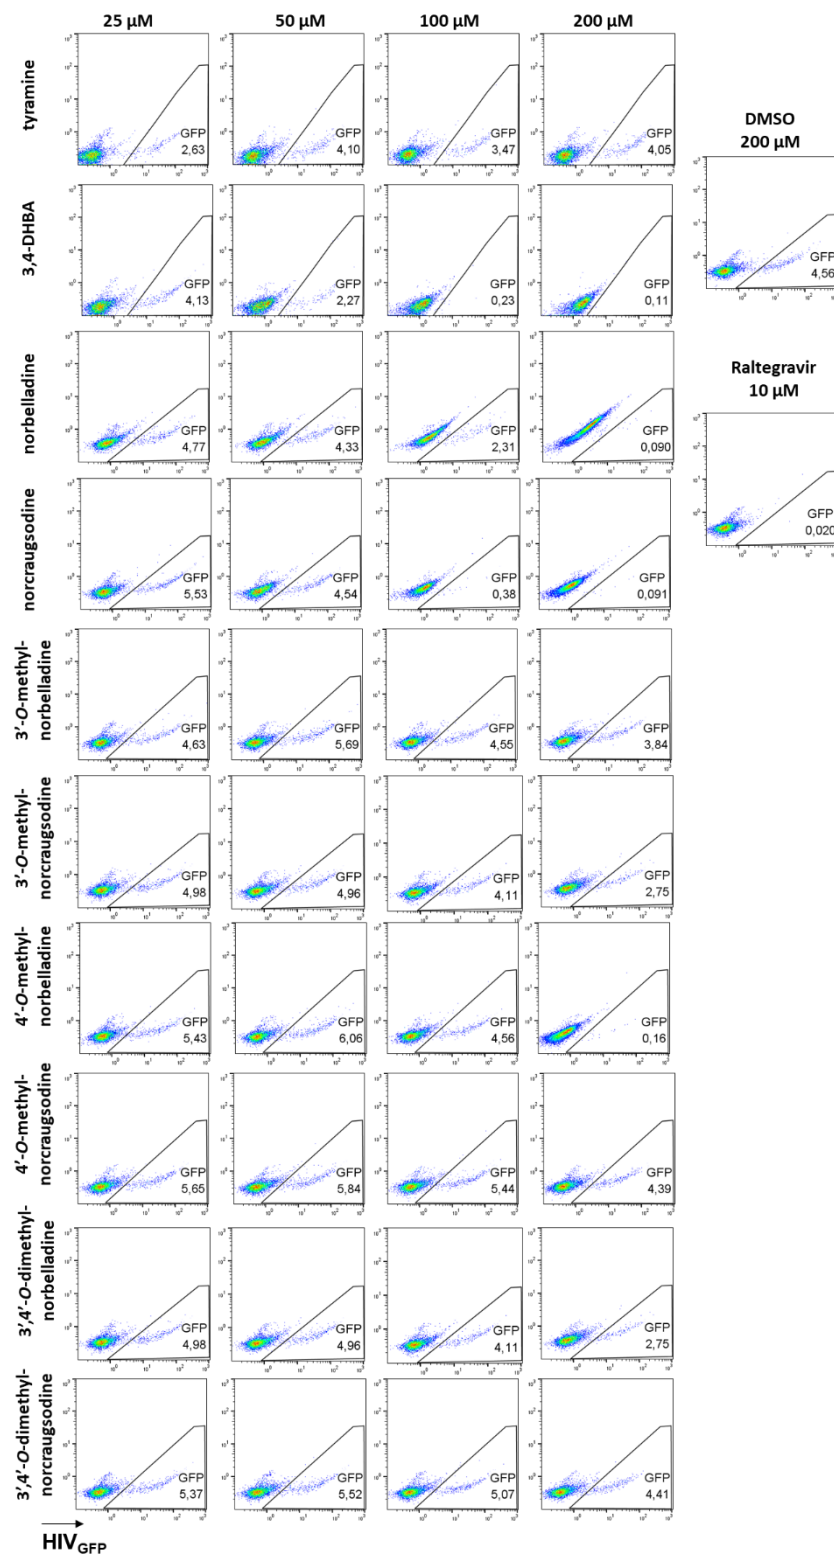 25 µM 50 µM 100 µM 200 µM
tyramine
GFP 2,63
GFP 4,10
GFP 3,47
GFP 4,05
DMSO
200 µM
GFP 4,56
3,4-DHBA
GFP 4,13
GFP 2,27
GFP 0,23
GFP 0,11
norbelladine
GFP 4,77
GFP 4,33
GFP 2,31
GFP 0,090
Raltegravir
10 µM
GFP 0,020
norcraugsodine
GFP 5,53
GFP 4,54
GFP 0,38
GFP 0,091
3′-O-methyl-
norbelladine
GFP 4,63
GFP 5,69
GFP 4,55
GFP 3,84
3′-O-methyl-
norcraugsodine
GFP 4,98
GFP 4,96
GFP 4,11
GFP 2,75
4′-O-methyl-
norbelladine
GFP 5,43
GFP 6,06
GFP 4,56
GFP 0,16
4′-O-methyl-
norcraugsodine
GFP 5,65
GFP 5,84
GFP 5,44
GFP 4,39
3′,4′-O-dimethyl-
norbelladine
GFP 4,98
GFP 4,96
GFP 4,11
GFP 2,75
3′,4′-O-dimethyl-
norcraugsodine
GFP 5,37
GFP 5,52
GFP 5,07
GFP 4,41
HIV GFP